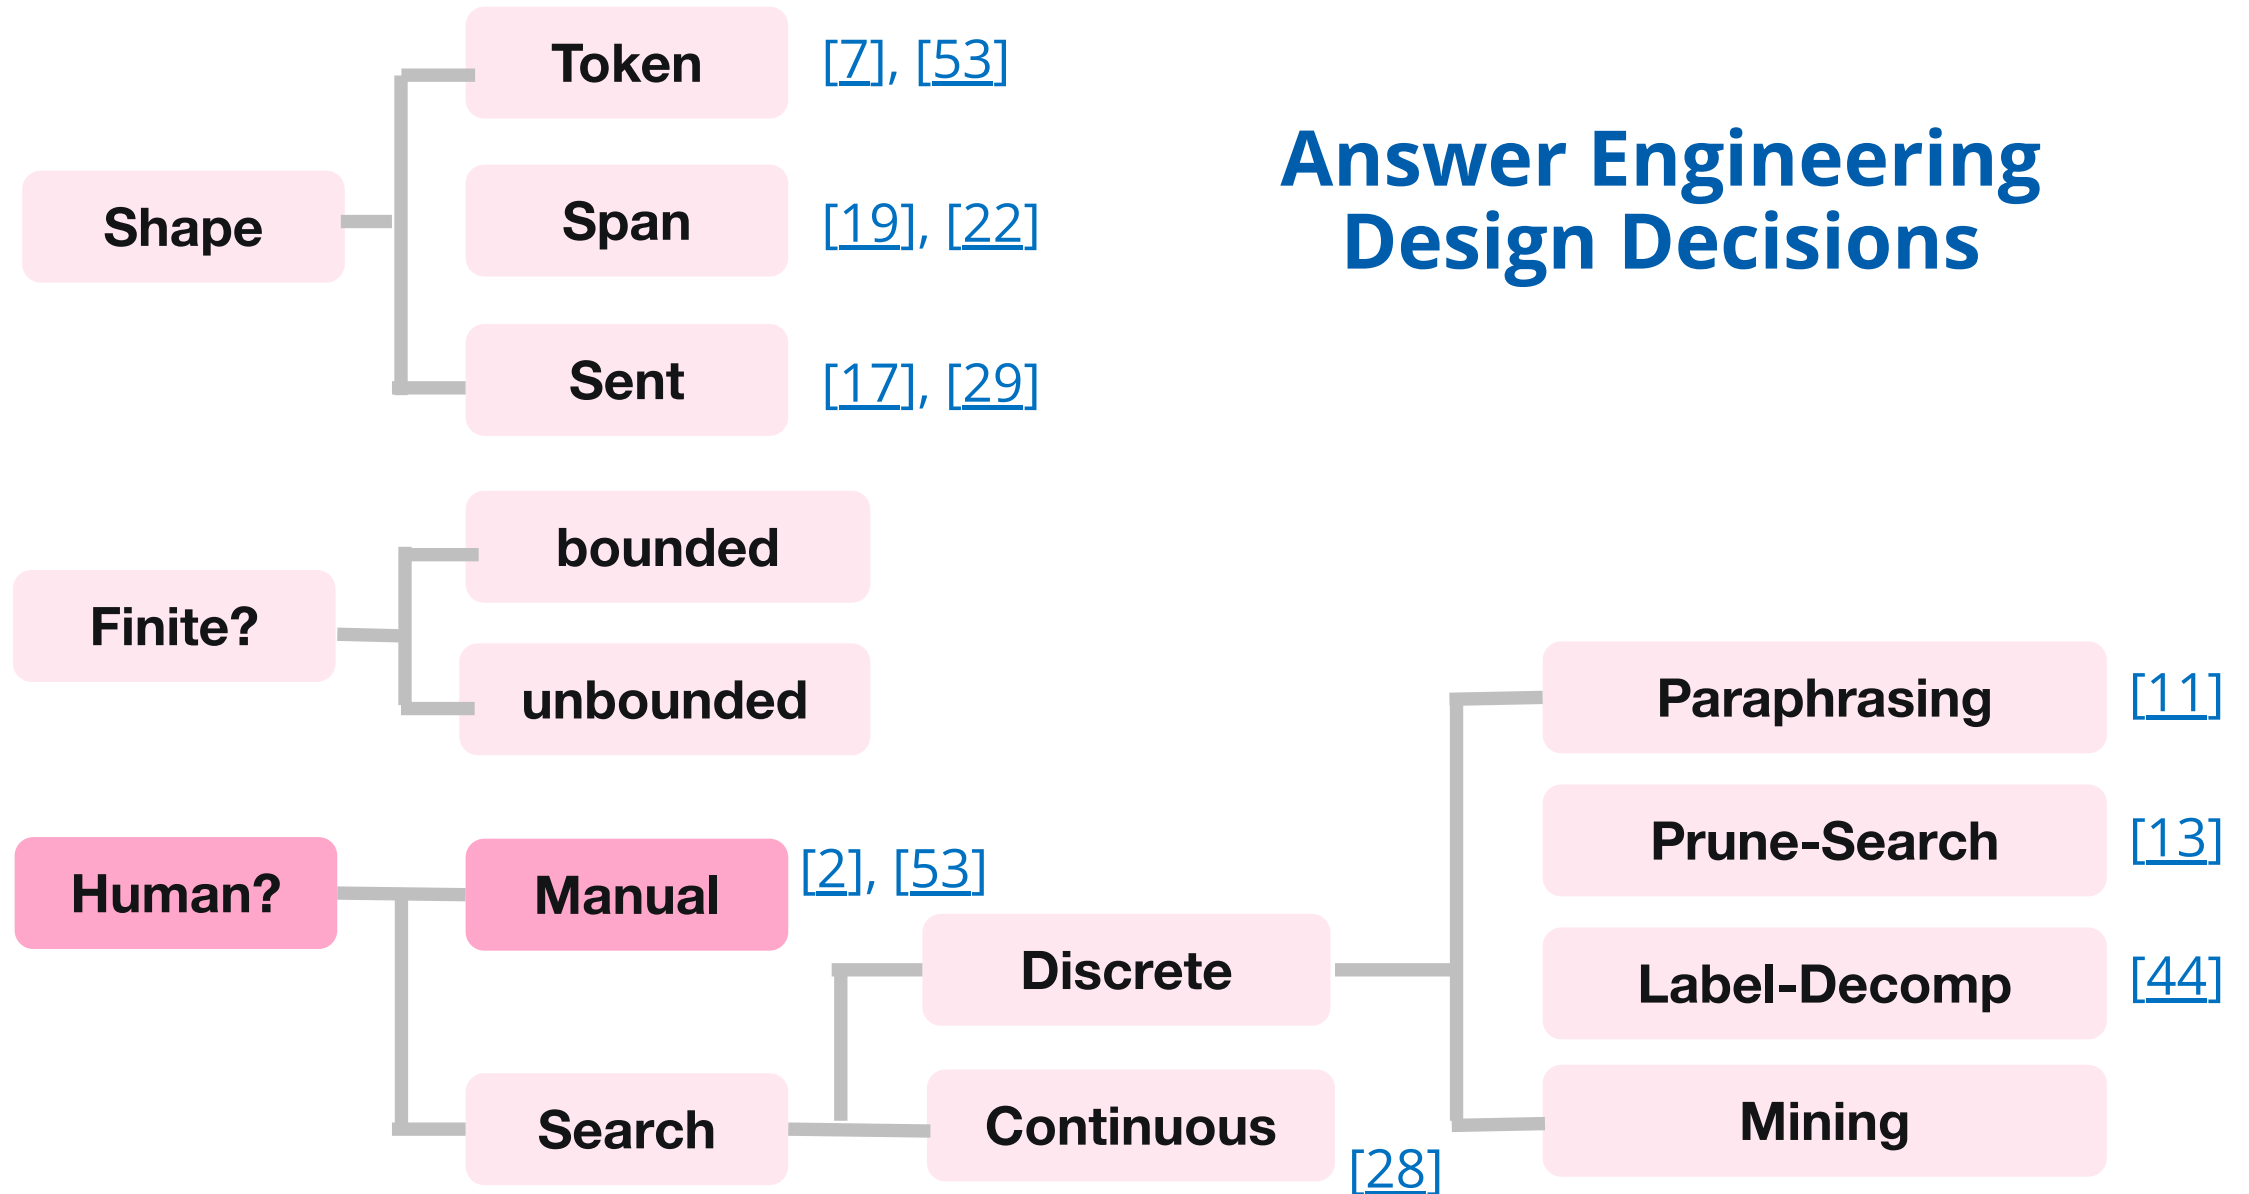 Token [7], [53]
Answer Engineering
Design Decisions
Shape
Span [19], [22]
Sent [17], [29]
bounded
Finite?
unbounded
Paraphrasing [11]
Prune-Search [13]
Human?
Manual [2], [53]
Discrete
Label-Decomp [44]
Search
Continuous [28]
Mining